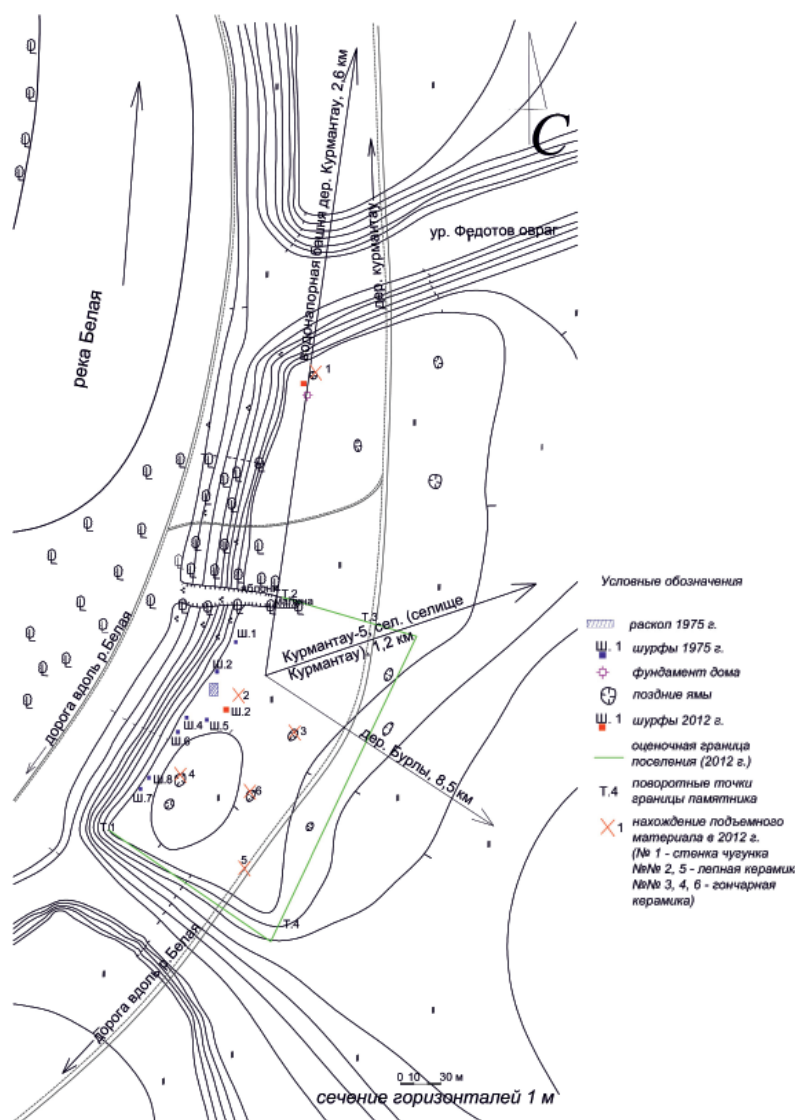 водонапорная башня дер. Курмантау, 2,6 км
С
дер. курмантау
ур. Федотов овраг
река Белая
1
Т.2
Т.3
Курмантау-5, сел. (селище
Курмантау), 1,2 км
Ш.1
Ш.2
2
Ш.2
Ш.4
Ш.5
Ш.6
3
дер. Бурлы, 8,5 км
дорога вдоль р.Белая
4
Ш.8
6
Ш.7
Т.1
5
Т.4
дорога вдоль р.Белая
0 10 30 м
сечение горизонталей 1 м
Условные обозначения
раскоп 1975 г.
Ш. 1 шурфы 1975 г.
фундамент дома
поздние ямы
Ш. 1 шурфы 2012 г.
оценочная граница
поселения (2012 г.)
Т.4 поворотные точки
границы памятника
1 нахождение подъемного
материала в 2012 г.
(№ 1 - стенка чугунка
№№ 2, 5 - лепная керамика
№№ 3, 4, 6 - гончарная
керамика)